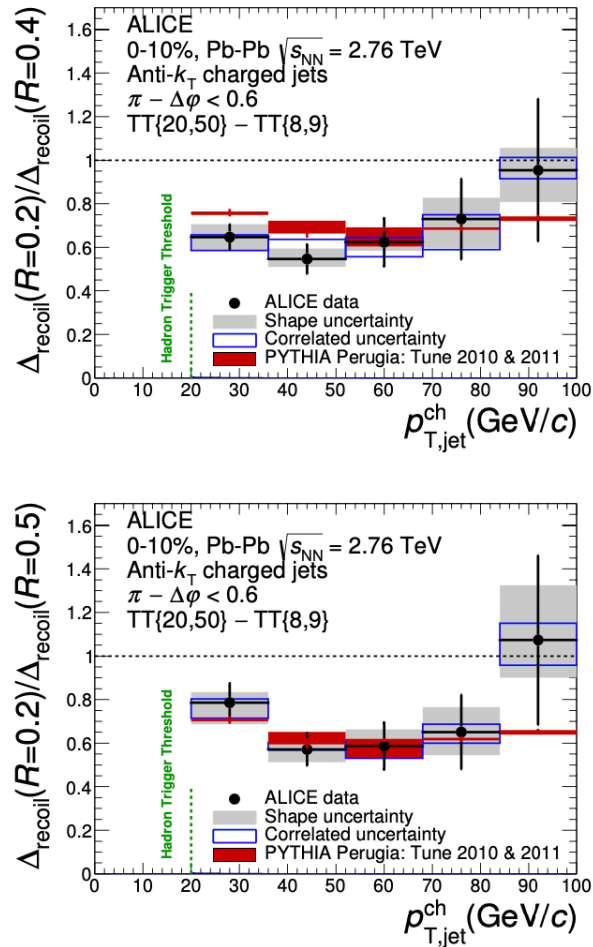 ALICE
0-10%, Pb-Pb √sNN = 2.76 TeV
Anti-kT charged jets
π − Δφ < 0.6
TT{20,50} − TT{8,9}
Δrecoil(R=0.2)/Δrecoil(R=0.4)
1.6
1.4
1.2
1
0.8
0.6
0.4
0.2
0
Hadron Trigger Threshold
ALICE data
Shape uncertainty
Correlated uncertainty
PYTHIA Perugia: Tune 2010 & 2011
0 10 20 30 40 50 60 70 80 90 100
p^ch_T,jet (GeV/c)
ALICE
0-10%, Pb-Pb √sNN = 2.76 TeV
Anti-kT charged jets
π − Δφ < 0.6
TT{20,50} − TT{8,9}
Δrecoil(R=0.2)/Δrecoil(R=0.5)
1.6
1.4
1.2
1
0.8
0.6
0.4
0.2
0
Hadron Trigger Threshold
ALICE data
Shape uncertainty
Correlated uncertainty
PYTHIA Perugia: Tune 2010 & 2011
0 10 20 30 40 50 60 70 80 90 100
p^ch_T,jet (GeV/c)